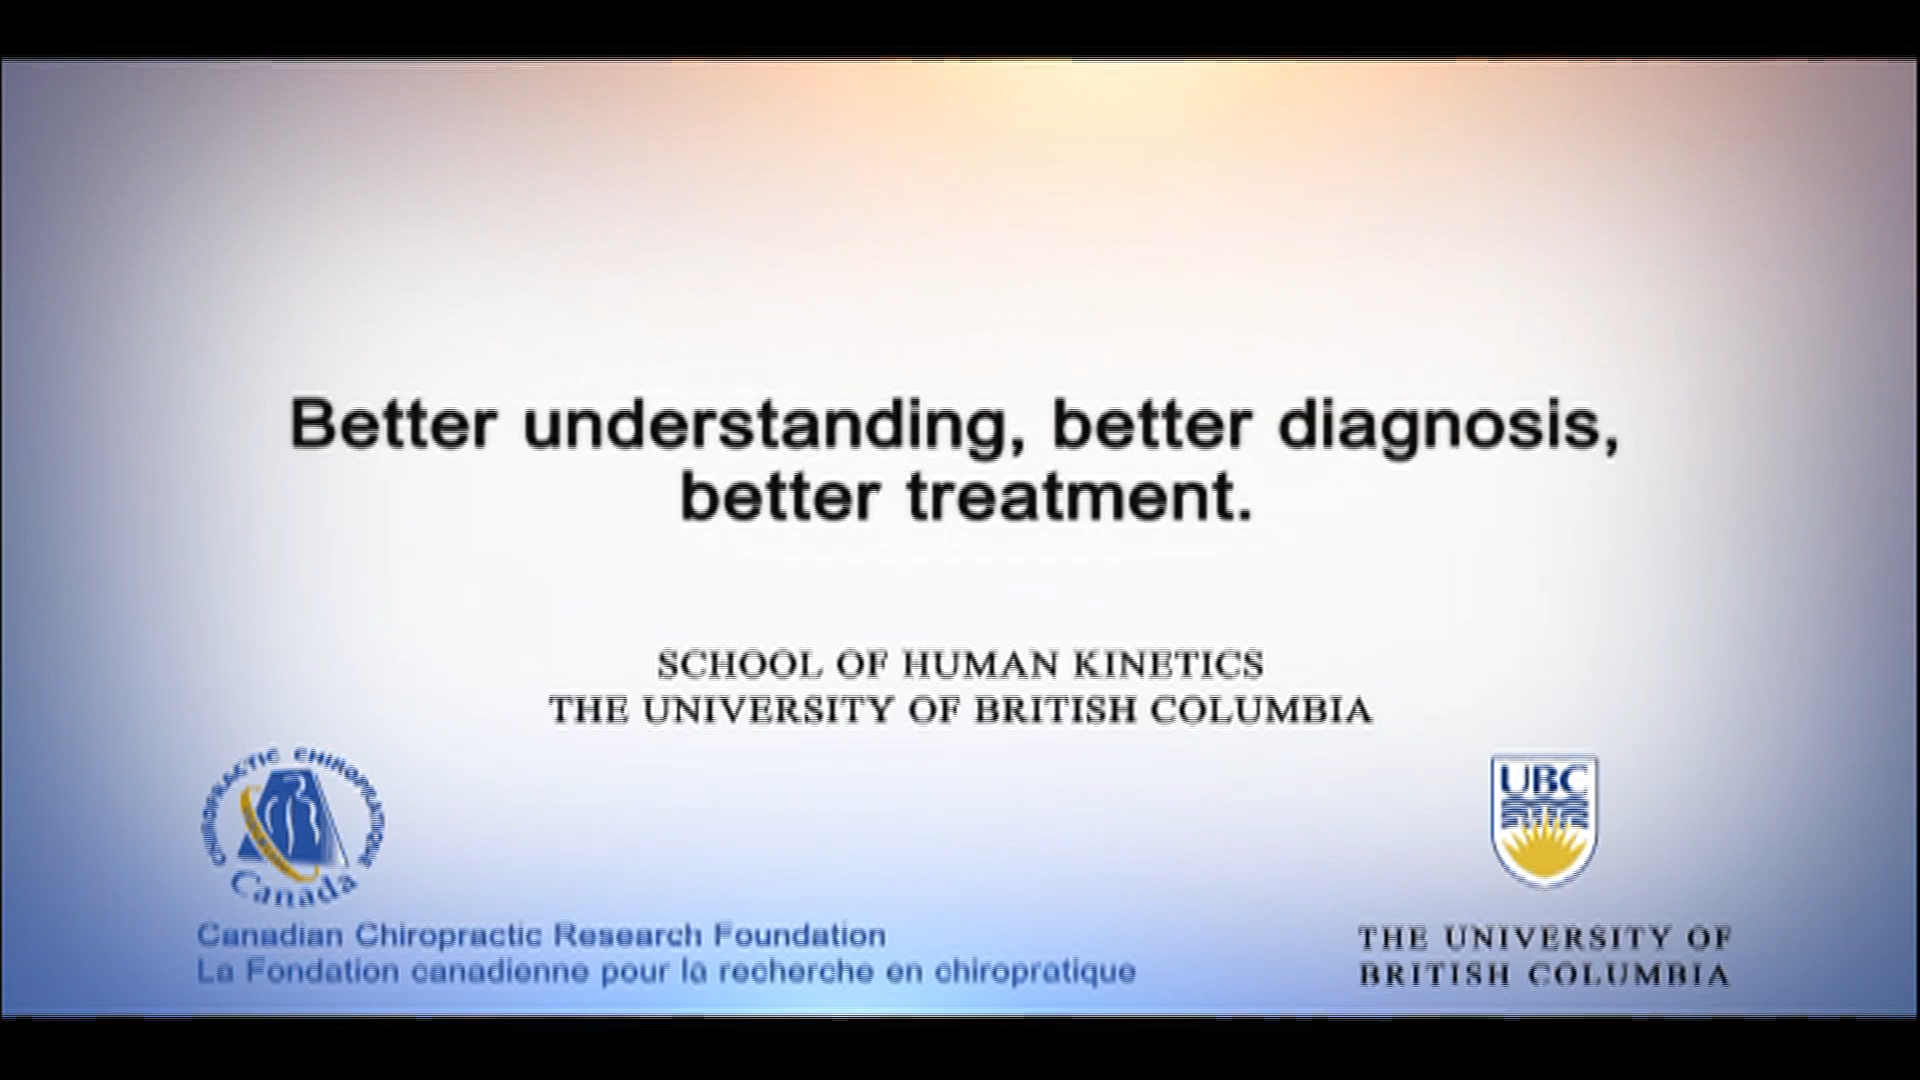 Better understanding, better diagnosis,
better treatment.
SCHOOL OF HUMAN KINETICS
THE UNIVERSITY OF BRITISH COLUMBIA
CHIROPRACTIC CHIROPRATIQUE
Canada
Canadian Chiropractic Research Foundation
La Fondation canadienne pour la recherche en chiropratique
UBC
THE UNIVERSITY OF
BRITISH COLUMBIA